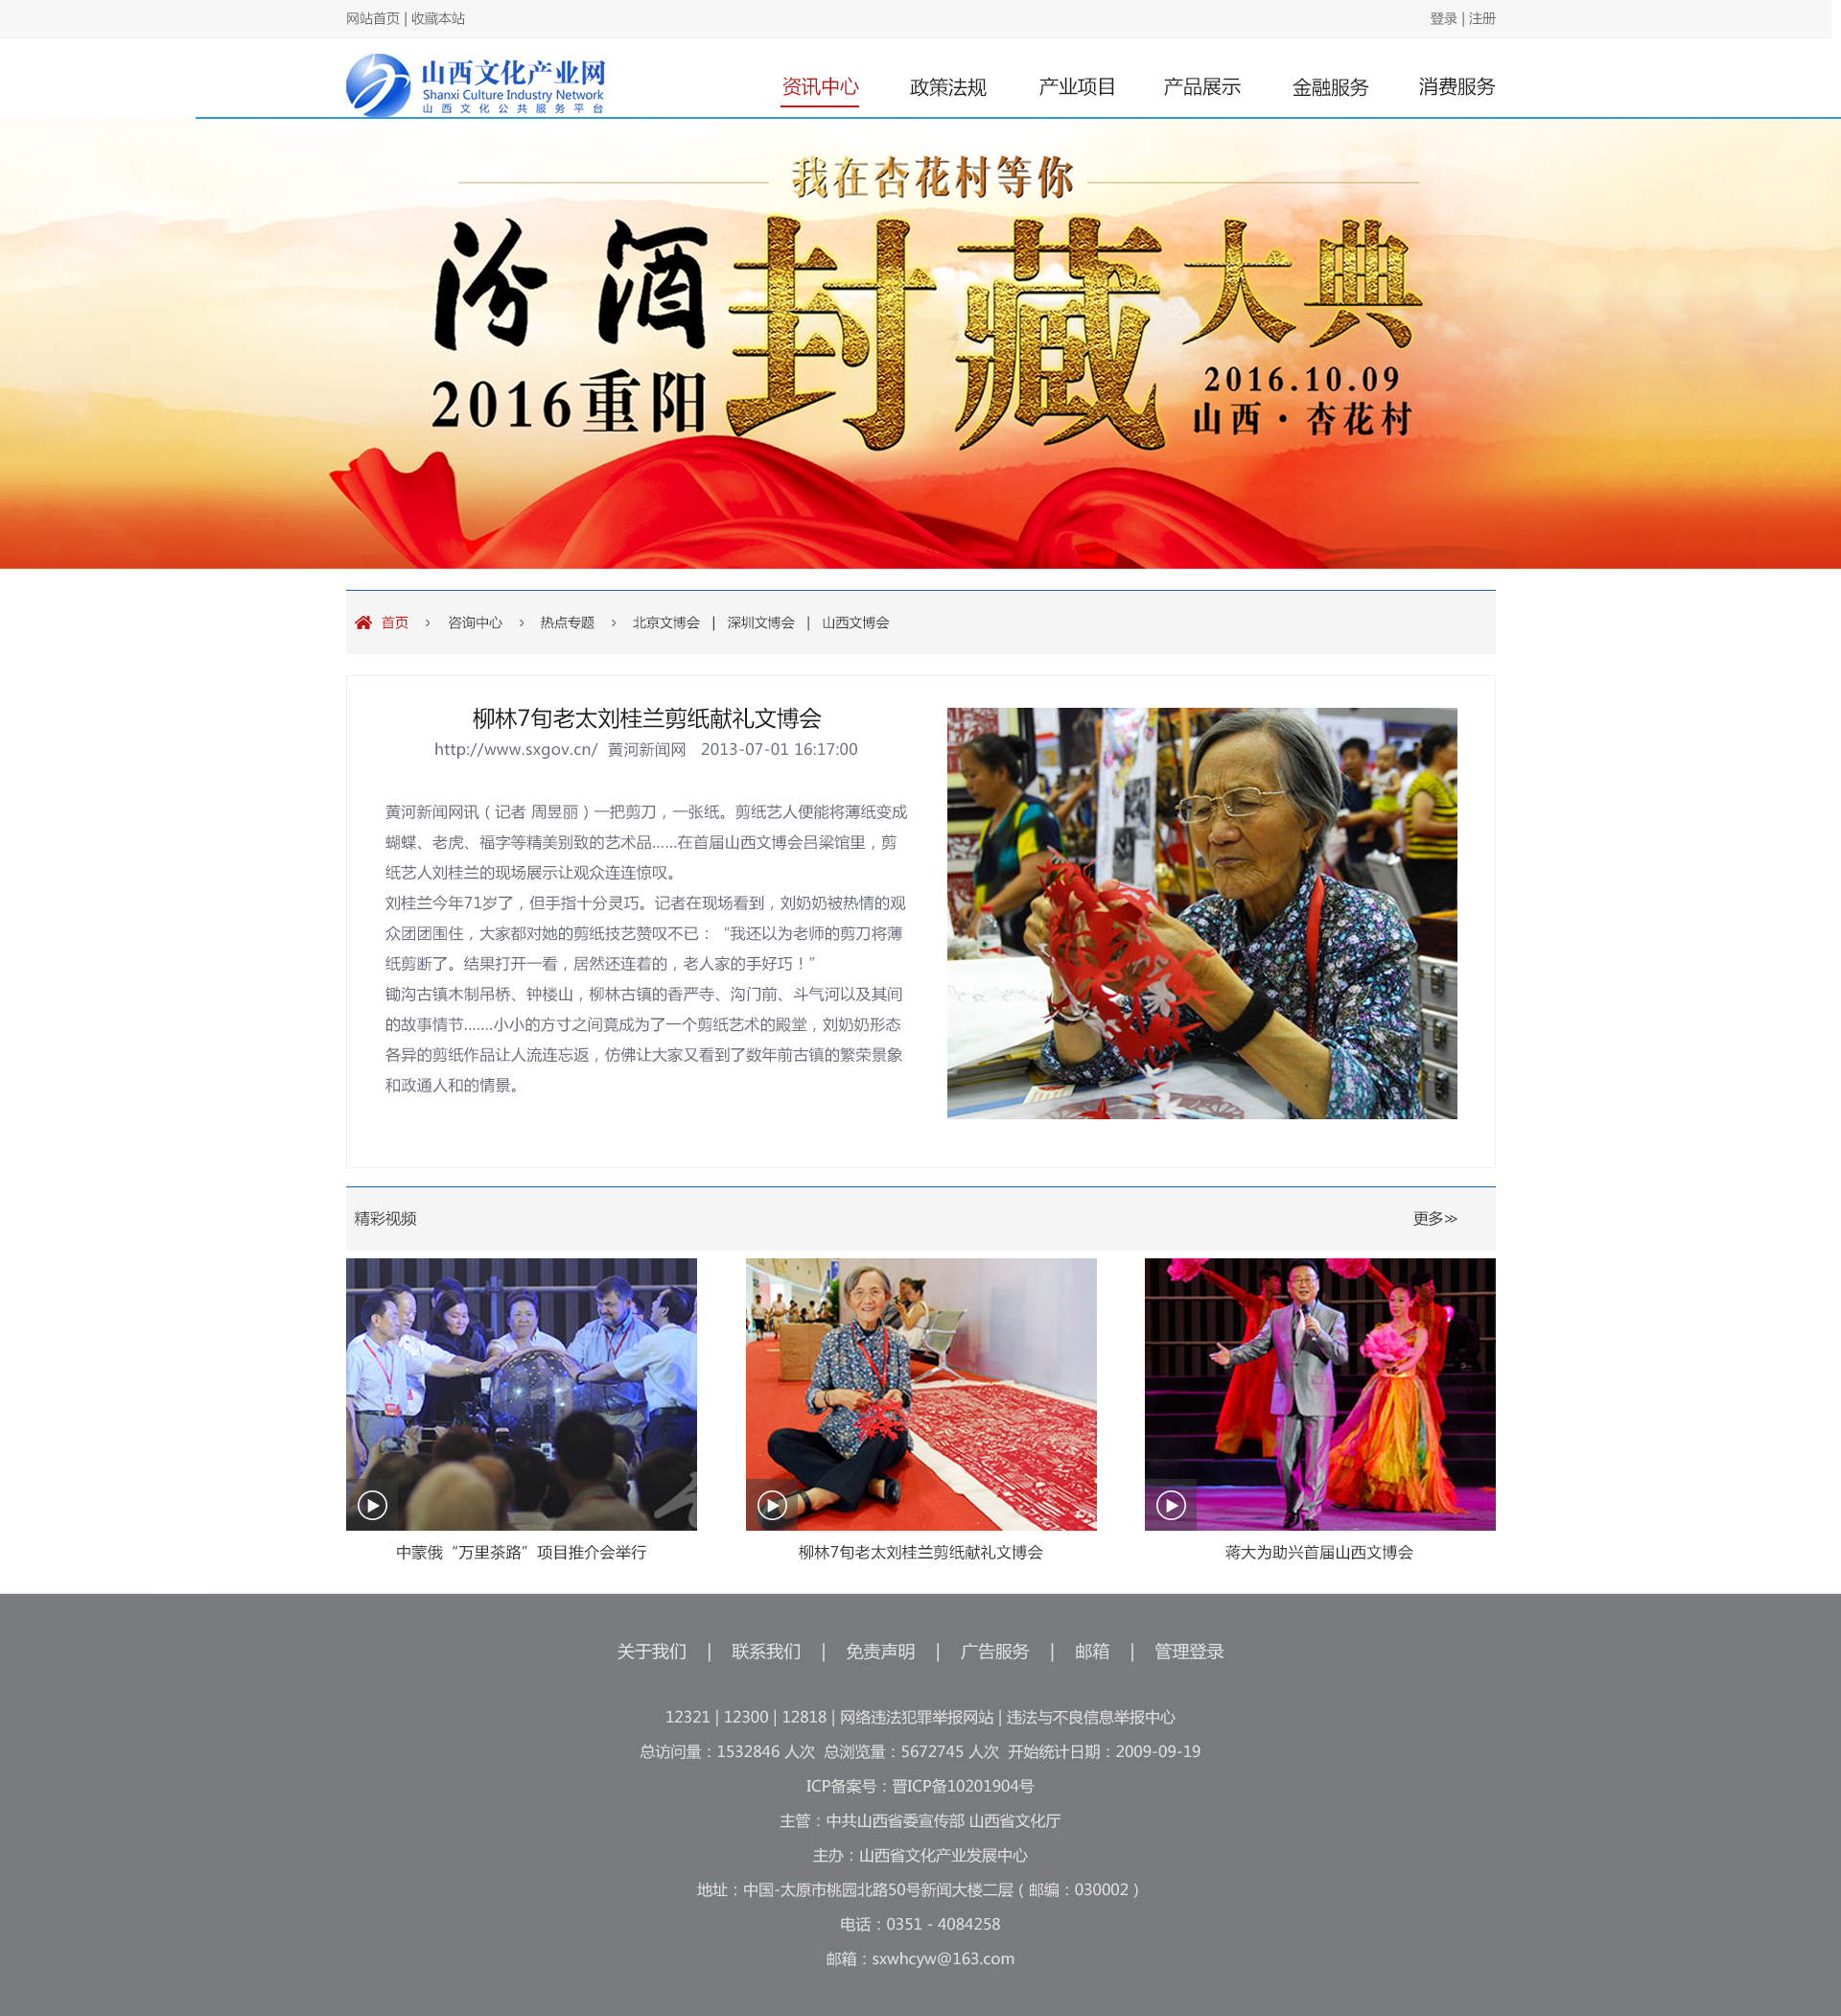 网站首页 | 收藏本站
登录 | 注册
山西文化产业网
Shanxi Culture Industry Network
山西文化公共服务平台
资讯中心
政策法规
产业项目
产品展示
金融服务
消费服务
我在杏花村等你
汾酒封藏大典
2016重阳
2016.10.09
山西·杏花村
首页 › 咨询中心 › 热点专题 › 北京文博会 | 深圳文博会 | 山西文博会
柳林7旬老太刘桂兰剪纸献礼文博会
http://www.sxgov.cn/ 黄河新闻网 2013-07-01 16:17:00
黄河新闻网讯（记者 周昱丽）一把剪刀，一张纸。剪纸艺人便能将薄纸变成
蝴蝶、老虎、福字等精美别致的艺术品……在首届山西文博会吕梁馆里，剪
纸艺人刘桂兰的现场展示让观众连连惊叹。
刘桂兰今年71岁了，但手指十分灵巧。记者在现场看到，刘奶奶被热情的观
众团团围住，大家都对她的剪纸技艺赞叹不已：“我还以为老师的剪刀将薄
纸剪断了。结果打开一看，居然还连着的，老人家的手好巧！”
锄沟古镇木制吊桥、钟楼山，柳林古镇的香严寺、沟门前、斗气河以及其间
的故事情节.......小小的方寸之间竟成为了一个剪纸艺术的殿堂，刘奶奶形态
各异的剪纸作品让人流连忘返，仿佛让大家又看到了数年前古镇的繁荣景象
和政通人和的情景。
精彩视频
更多≫
中蒙俄“万里茶路”项目推介会举行
柳林7旬老太刘桂兰剪纸献礼文博会
蒋大为助兴首届山西文博会
关于我们 | 联系我们 | 免责声明 | 广告服务 | 邮箱 | 管理登录
12321 | 12300 | 12818 | 网络违法犯罪举报网站 | 违法与不良信息举报中心
总访问量：1532846 人次 总浏览量：5672745 人次 开始统计日期：2009-09-19
ICP备案号：晋ICP备10201904号
主管：中共山西省委宣传部 山西省文化厅
主办：山西省文化产业发展中心
地址：中国-太原市桃园北路50号新闻大楼二层（邮编：030002）
电话：0351 - 4084258
邮箱：sxwhcyw@163.com